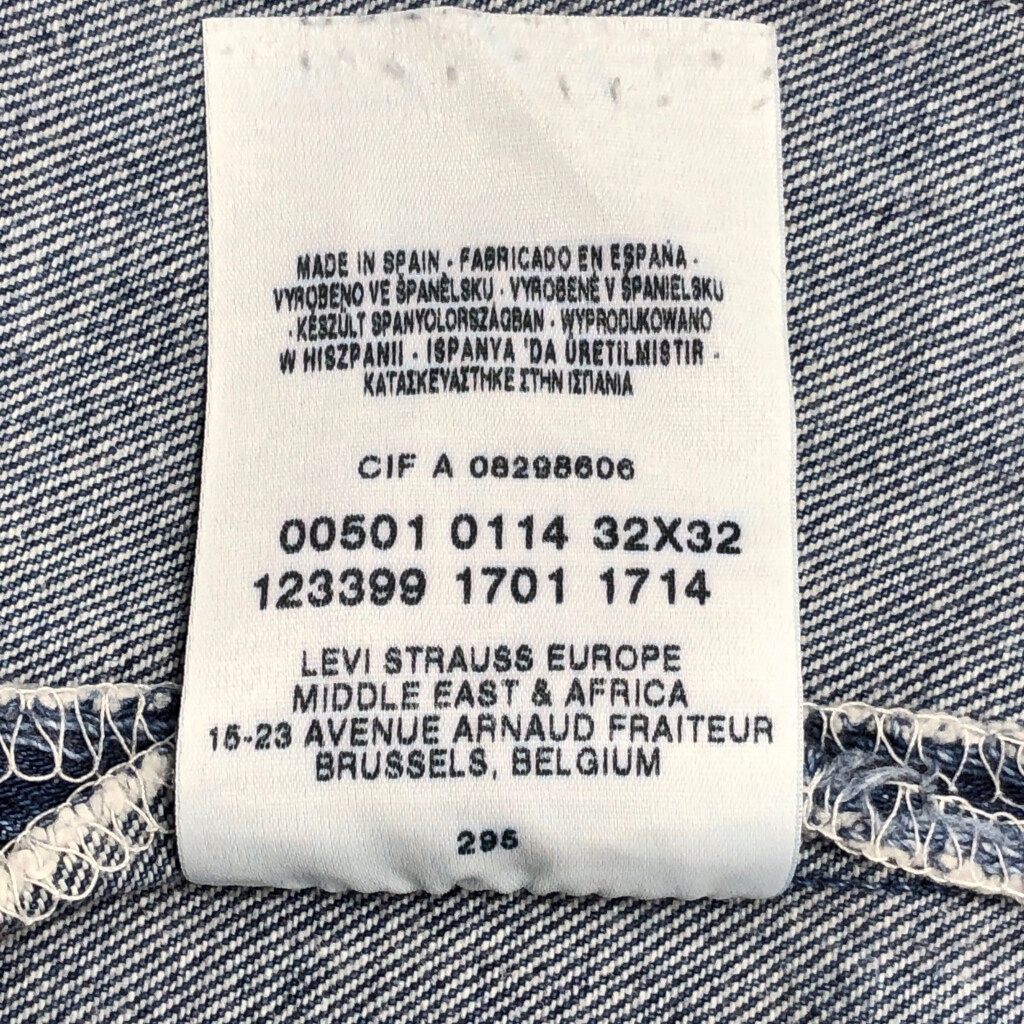 MADE IN SPAIN · FABRICADO EN ESPAÑA ·
VYROBENO VE ŠPANĚLSKU · VYROBENÉ V ŠPANIELSKU
· KÉSZÜLT SPANYOLORSZÁGBAN · WYPRODUKOWANO
W HISZPANII · ISPANYA 'DA ÜRETILMISTIR ·
ΚΑΤΑΣΚΕΥΑΣΤΗΚΕ ΣΤΗΝ ΙΣΠΑΝΙΑ
CIF A 08298606
00501 0114 32X32
123399 1701 1714
LEVI STRAUSS EUROPE
MIDDLE EAST & AFRICA
15-23 AVENUE ARNAUD FRAITEUR
BRUSSELS, BELGIUM
295